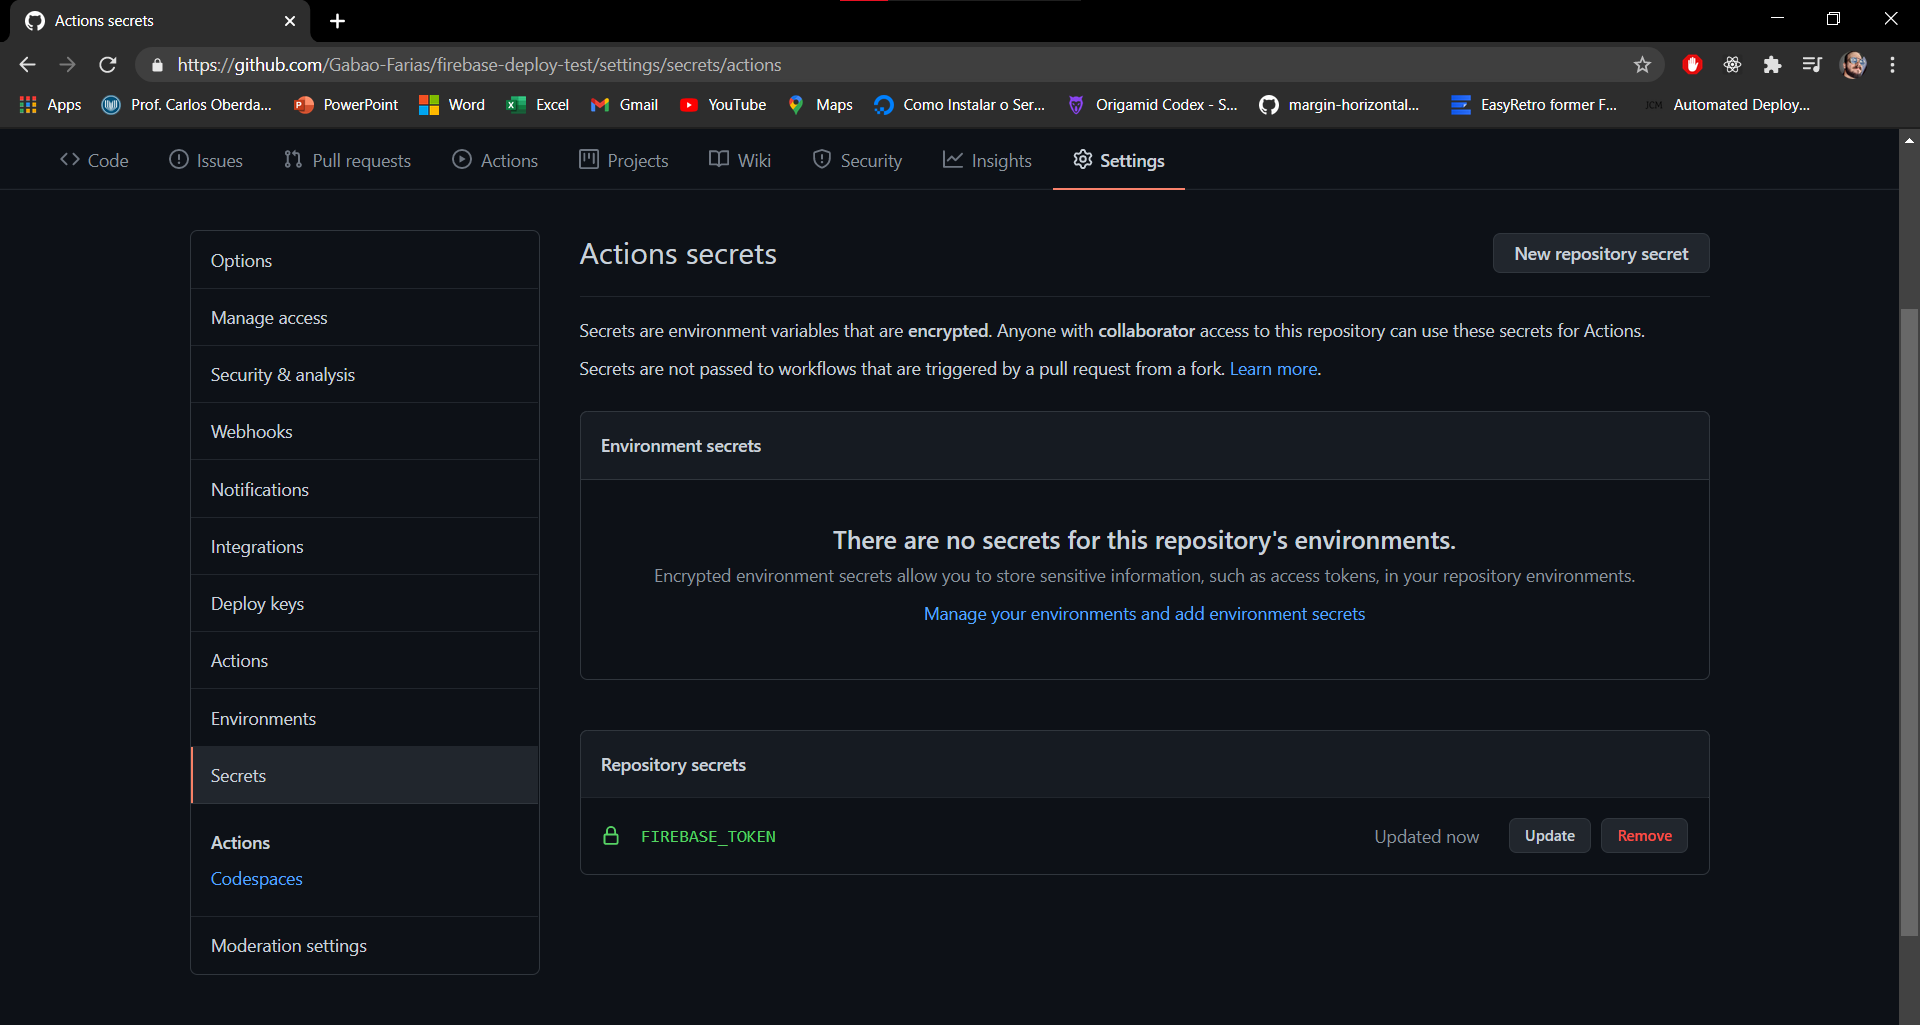 Actions secrets
https://github.com/Gabao-Farias/firebase-deploy-test/settings/secrets/actions
Apps Prof. Carlos Oberda... PowerPoint Word Excel Gmail YouTube Maps Como Instalar o Ser... Origamid Codex - S... margin-horizontal... EasyRetro former F... JCM Automated Deploy...
Code Issues Pull requests Actions Projects Wiki Security Insights Settings
Options
Manage access
Security & analysis
Webhooks
Notifications
Integrations
Deploy keys
Actions
Environments
Secrets
Actions
Codespaces
Moderation settings
Actions secrets
New repository secret
Secrets are environment variables that are encrypted. Anyone with collaborator access to this repository can use these secrets for Actions.
Secrets are not passed to workflows that are triggered by a pull request from a fork. Learn more.
Environment secrets
There are no secrets for this repository's environments.
Encrypted environment secrets allow you to store sensitive information, such as access tokens, in your repository environments.
Manage your environments and add environment secrets
Repository secrets
FIREBASE_TOKEN Updated now Update Remove